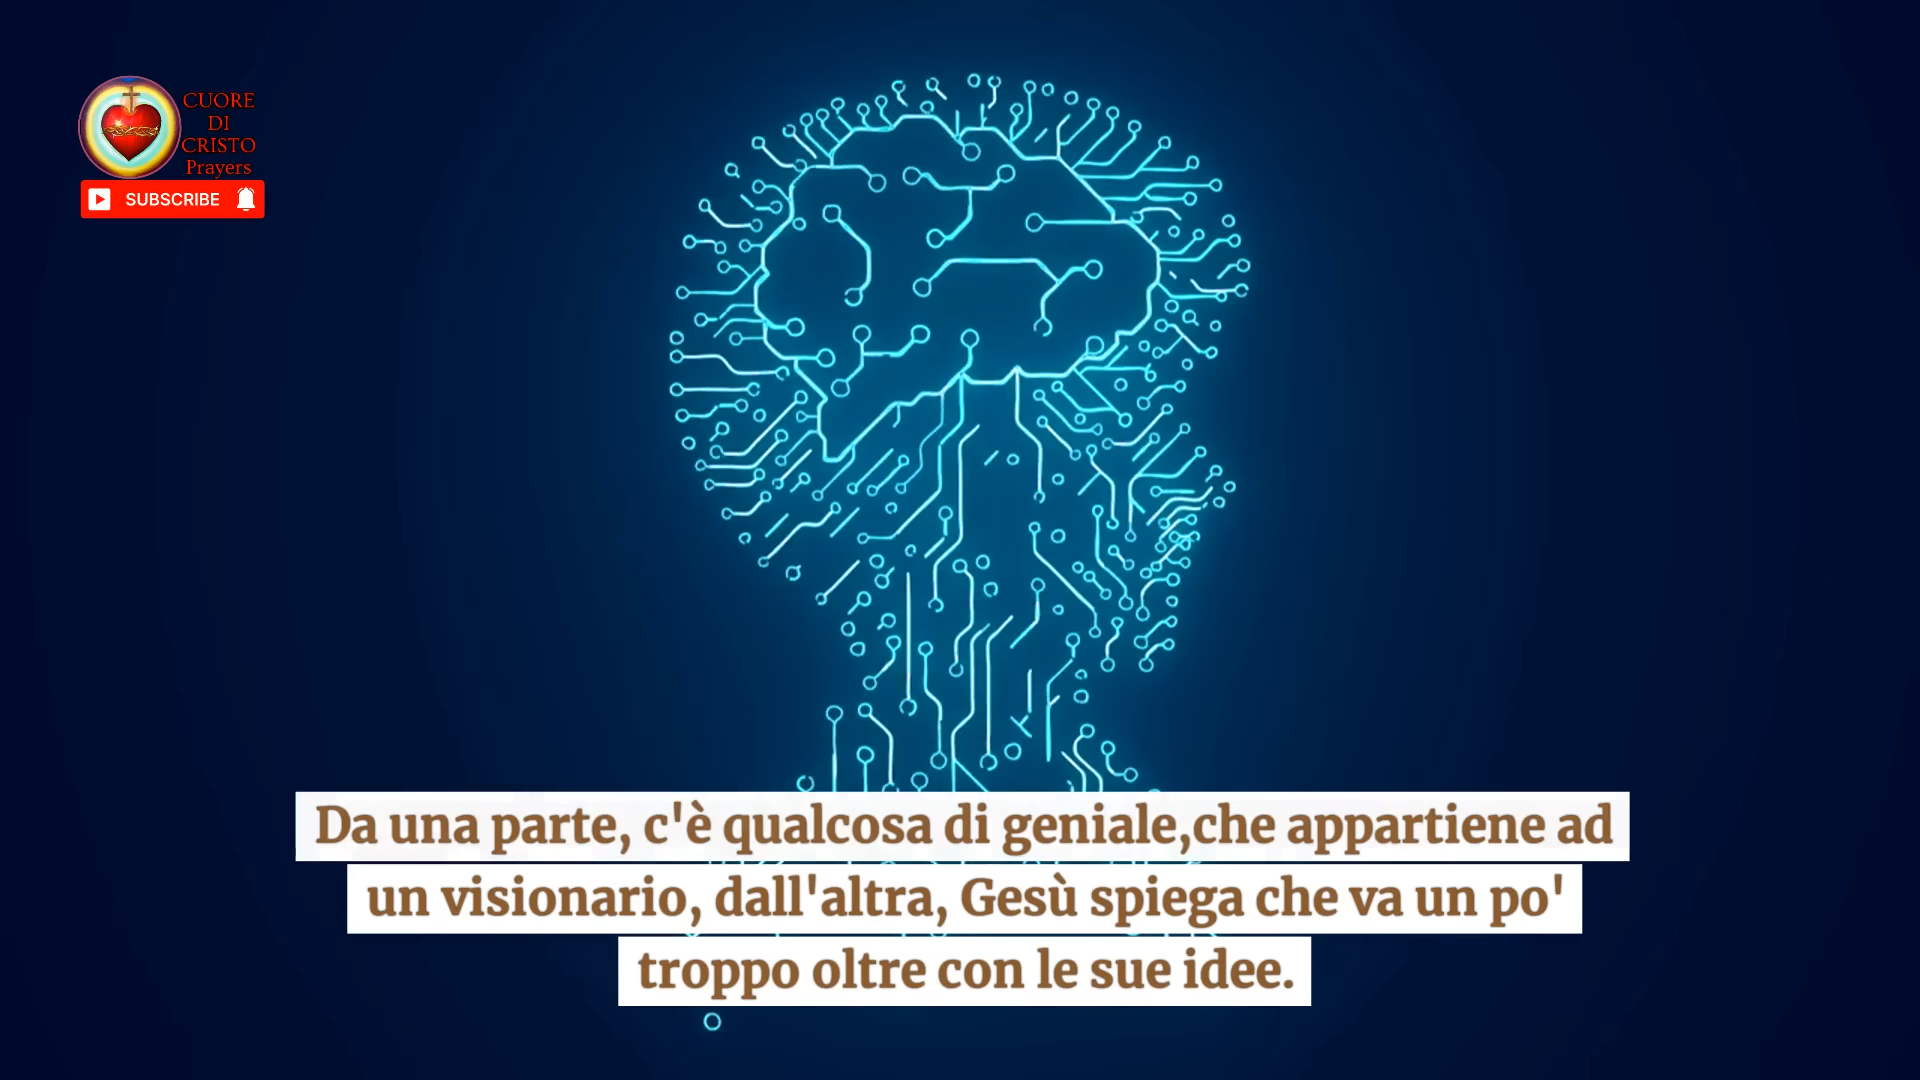 CUORE
DI
CRISTO
Prayers
SUBSCRIBE
Da una parte, c'è qualcosa di geniale,che appartiene ad
un visionario, dall'altra, Gesù spiega che va un po'
troppo oltre con le sue idee.